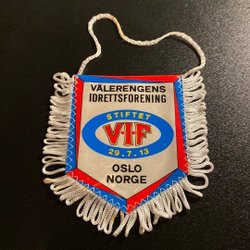 VÅLERENGENS
IDRETTSFORENING
STIFTET
VIF
29.7.13
OSLO
NORGE